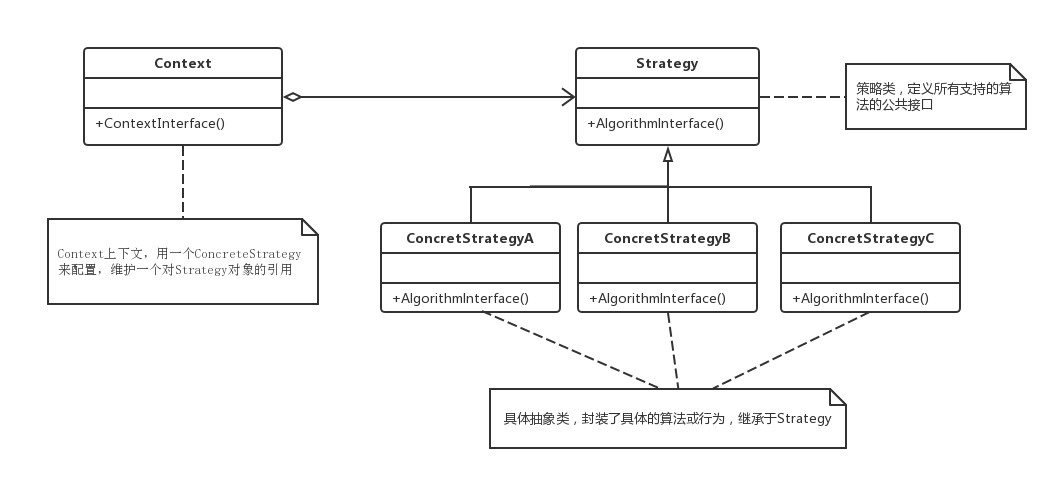 Context
Strategy
+ContextInterface()
+AlgorithmInterface()
策略类，定义所有支持的算
法的公共接口
Context上下文，用一个ConcreteStrategy
来配置，维护一个对Strategy对象的引用
ConcretStrategyA
ConcretStrategyB
ConcretStrategyC
+AlgorithmInterface()
+AlgorithmInterface()
+AlgorithmInterface()
具体抽象类，封装了具体的算法或行为，继承于Strategy